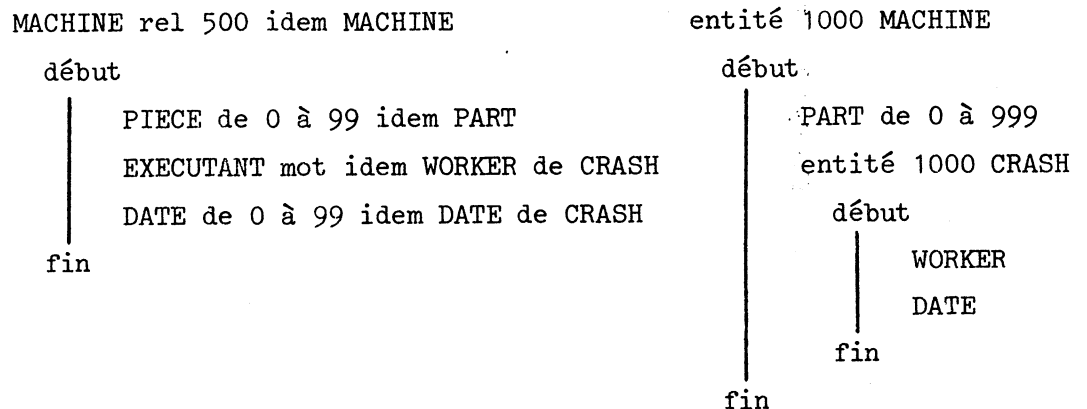 MACHINE rel 500 idem MACHINE
début
PIECE de 0 à 99 idem PART
EXECUTANT mot idem WORKER de CRASH
DATE de 0 à 99 idem DATE de CRASH
fin
entité 1000 MACHINE
début
PART de 0 à 999
entité 1000 CRASH
début
WORKER
DATE
fin
fin